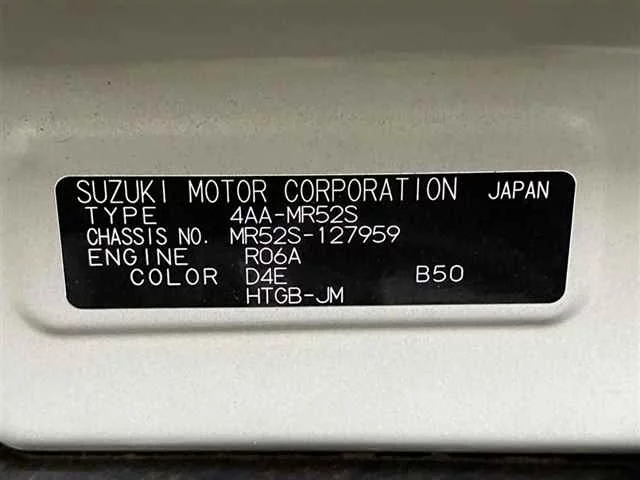 SUZUKI MOTOR CORPORATION JAPAN
TYPE 4AA-MR52S
CHASSIS NO. MR52S-127959
ENGINE R06A
COLOR D4E B50
HTGB-JM